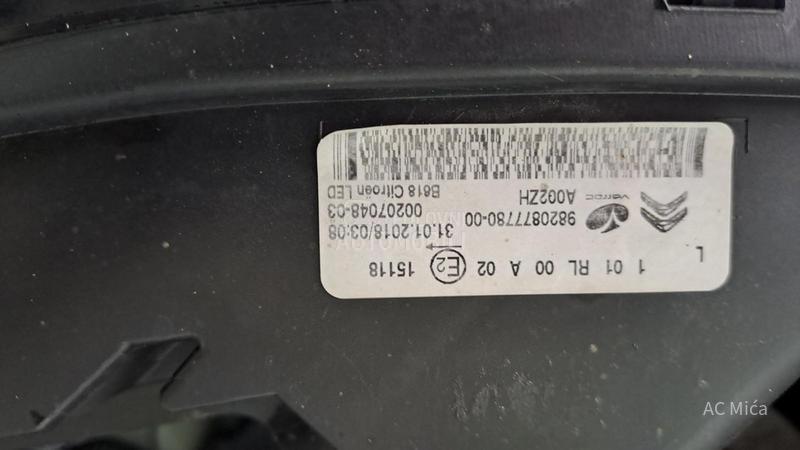 L
1 01 RL 00 A 02 E2 15118
varroc
9820877780-00 31.01.2018/03:08
A002ZH 00207048-03
B618 Citroën LED
AC Mića